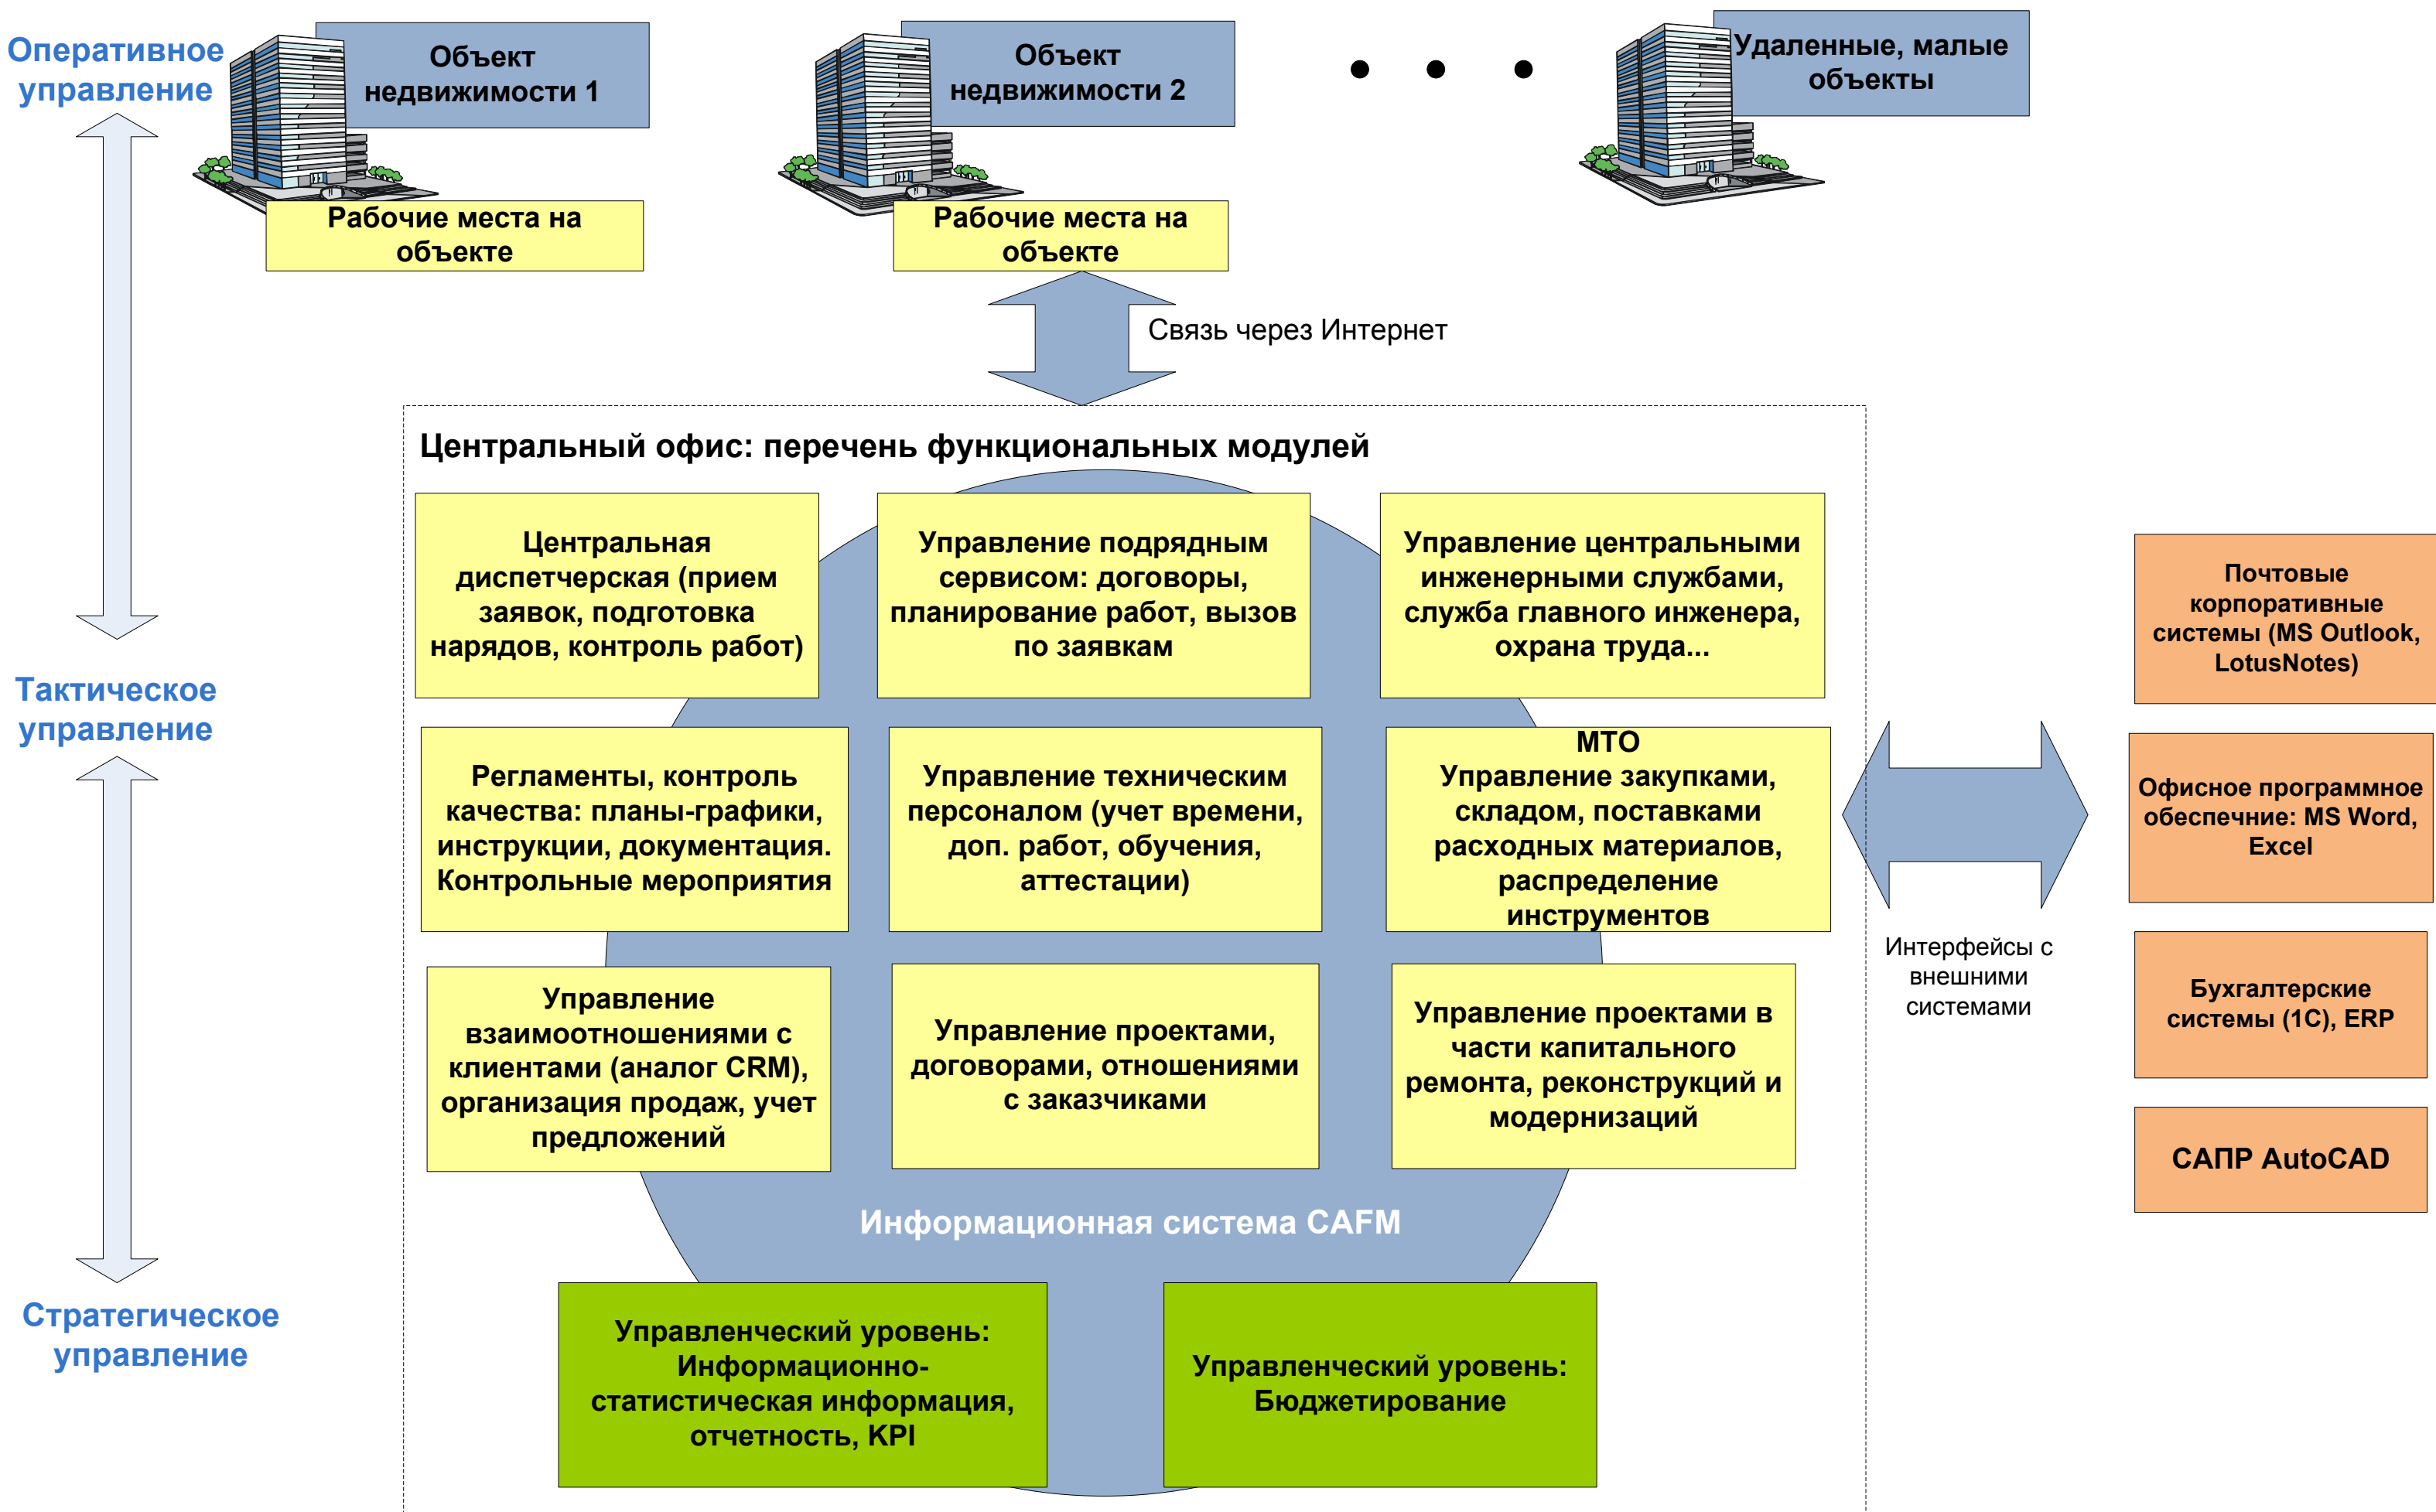 Оперативное
управление
Объект
недвижимости 1
Объект
недвижимости 2
Удаленные, малые
объекты
Рабочие места на
объекте
Рабочие места на
объекте
Связь через Интернет
Центральный офис: перечень функциональных модулей
Центральная
диспетчерская (прием
заявок, подготовка
нарядов, контроль работ)
Управление подрядным
сервисом: договоры,
планирование работ, вызов
по заявкам
Управление центральными
инженерными службами,
служба главного инженера,
охрана труда...
Тактическое
управление
Регламенты, контроль
качества: планы-графики,
инструкции, документация.
Контрольные мероприятия
Управление техническим
персоналом (учет времени,
доп. работ, обучения,
аттестации)
МТО
Управление закупками,
складом, поставками
расходных материалов,
распределение
инструментов
Управление
взаимоотношениями с
клиентами (аналог CRM),
организация продаж, учет
предложений
Управление проектами,
договорами, отношениями
с заказчиками
Управление проектами в
части капитального
ремонта, реконструкций и
модернизаций
Информационная система CAFM
Стратегическое
управление
Управленческий уровень:
Информационно-
статистическая информация,
отчетность, KPI
Управленческий уровень:
Бюджетирование
Интерфейсы с
внешними
системами
Почтовые
корпоративные
системы (MS Outlook,
LotusNotes)
Офисное программное
обеспечние: MS Word,
Excel
Бухгалтерские
системы (1С), ERP
САПР AutoCAD